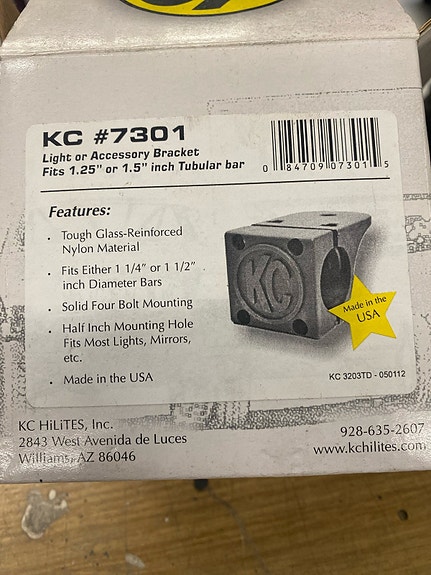 KC #7301
Light or Accessory Bracket
Fits 1.25" or 1.5" inch Tubular bar
0 84709 07301 5
Features:
• Tough Glass-Reinforced
Nylon Material
• Fits Either 1 1/4" or 1 1/2"
inch Diameter Bars
• Solid Four Bolt Mounting
• Half Inch Mounting Hole
Fits Most Lights, Mirrors,
etc.
• Made in the USA
KC
Made in the
USA
KC 3203TD - 050112
KC HiLiTES, Inc.
2843 West Avenida de Luces
Williams, AZ 86046
928-635-2607
www.kchilites.com